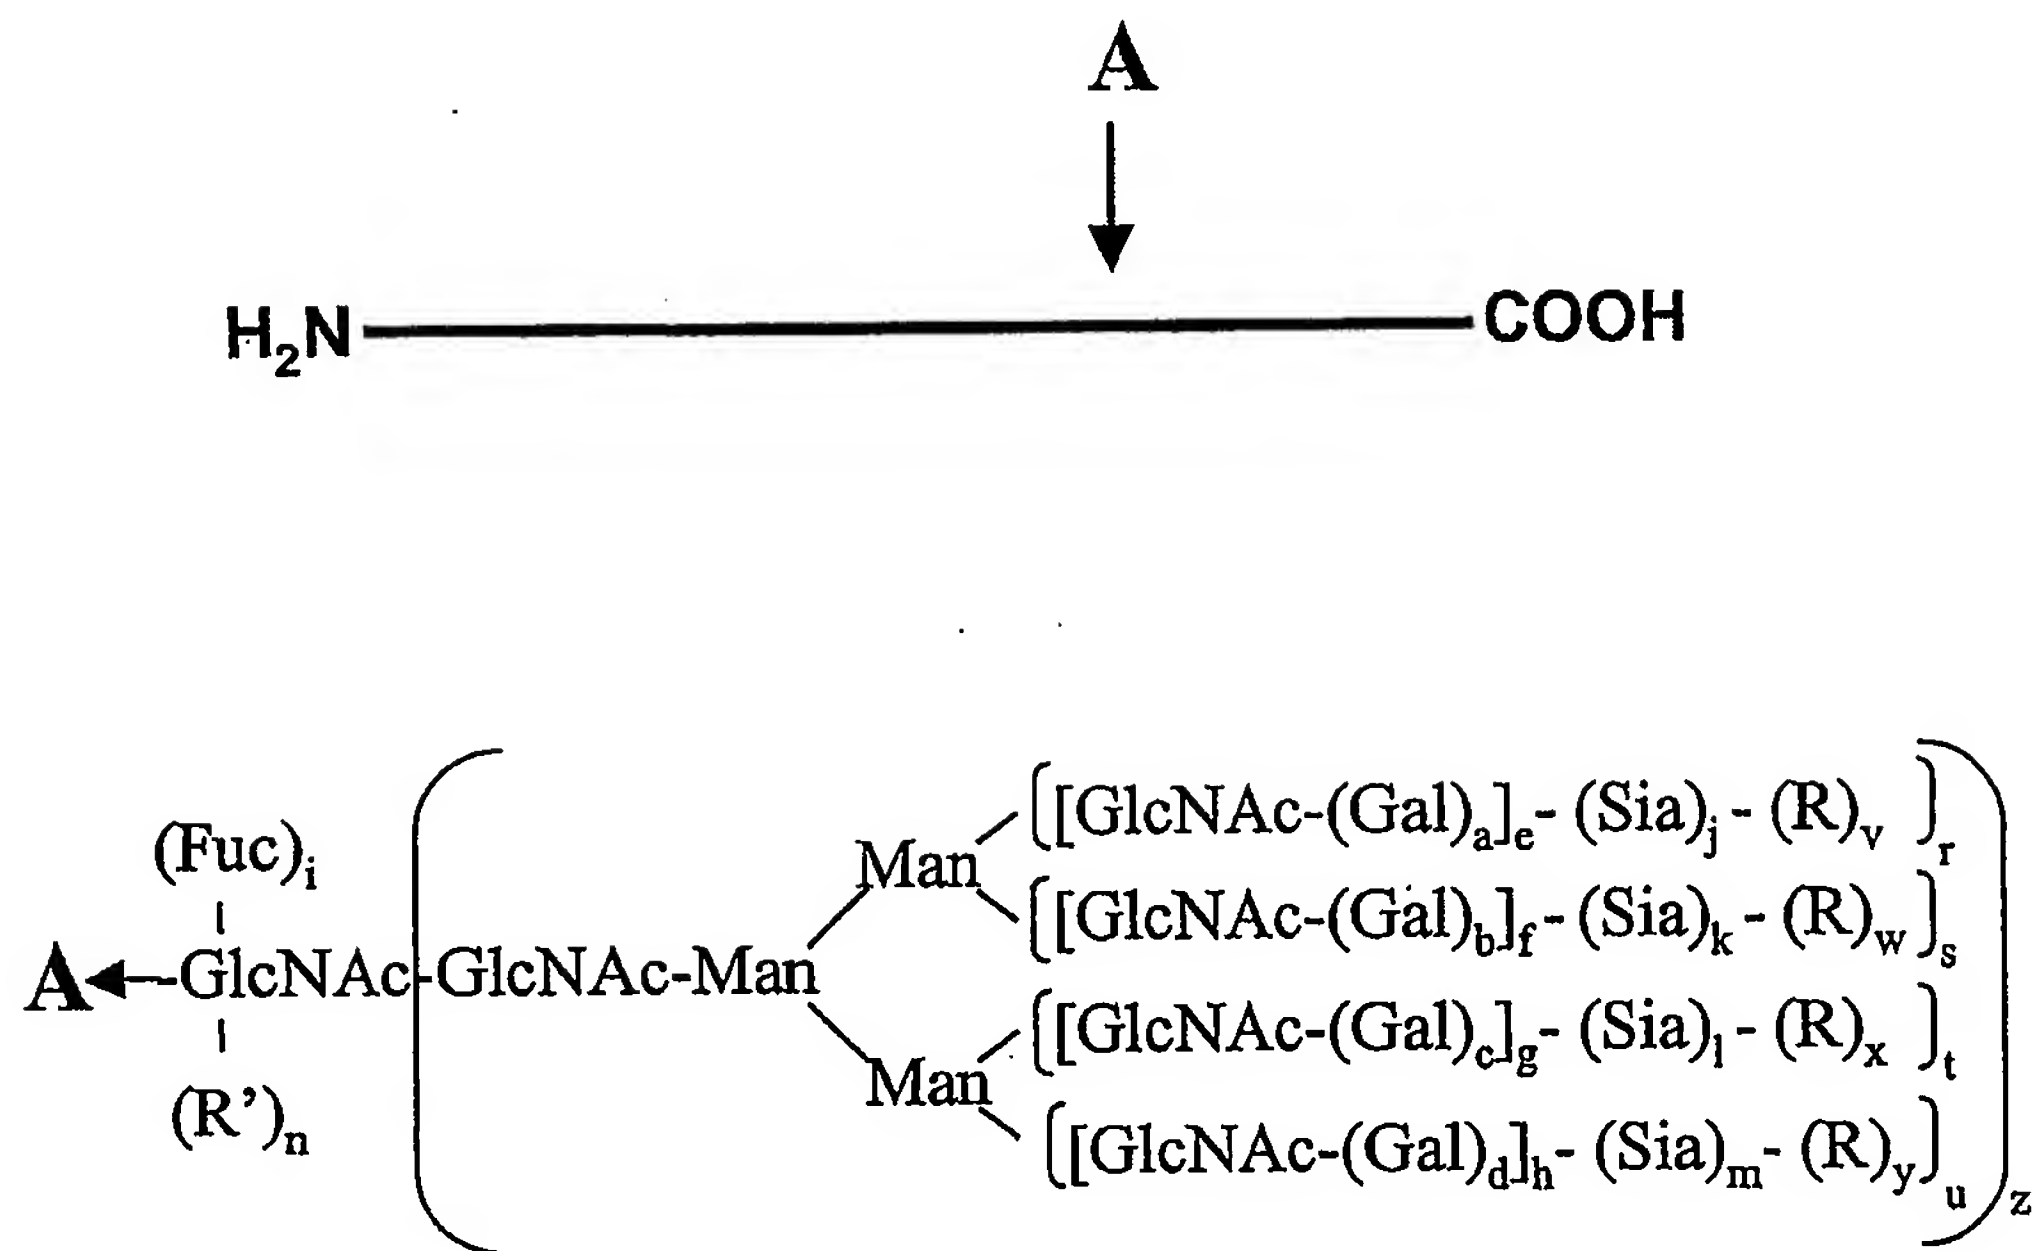 A
H₂N COOH
[GlcNAc-(Gal)ₐ]ₑ- (Sia)ⱼ - (R)ᵥ ]ᵣ
(Fuc)ᵢ Man
[[GlcNAc-(Gal)b]f- (Sia)k - (R)w]s
A GlcNAc-GlcNAc-Man
[[GlcNAc-(Gal)c]g- (Sia)l - (R)x ]t
Man
(R’)n [[GlcNAc-(Gal)d]h- (Sia)m- (R)y]u z